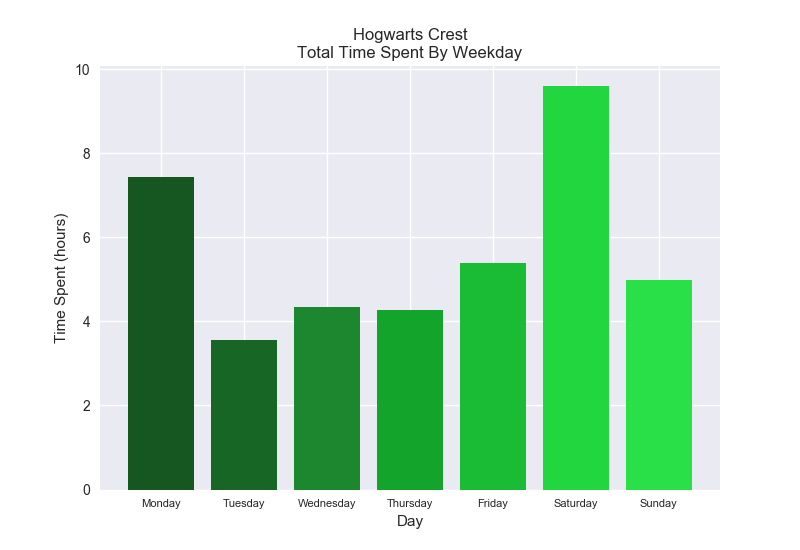 Hogwarts Crest
Total Time Spent By Weekday
10
8
6
4
2
0
Time Spent (hours)
Monday Tuesday Wednesday Thursday Friday Saturday Sunday
Day